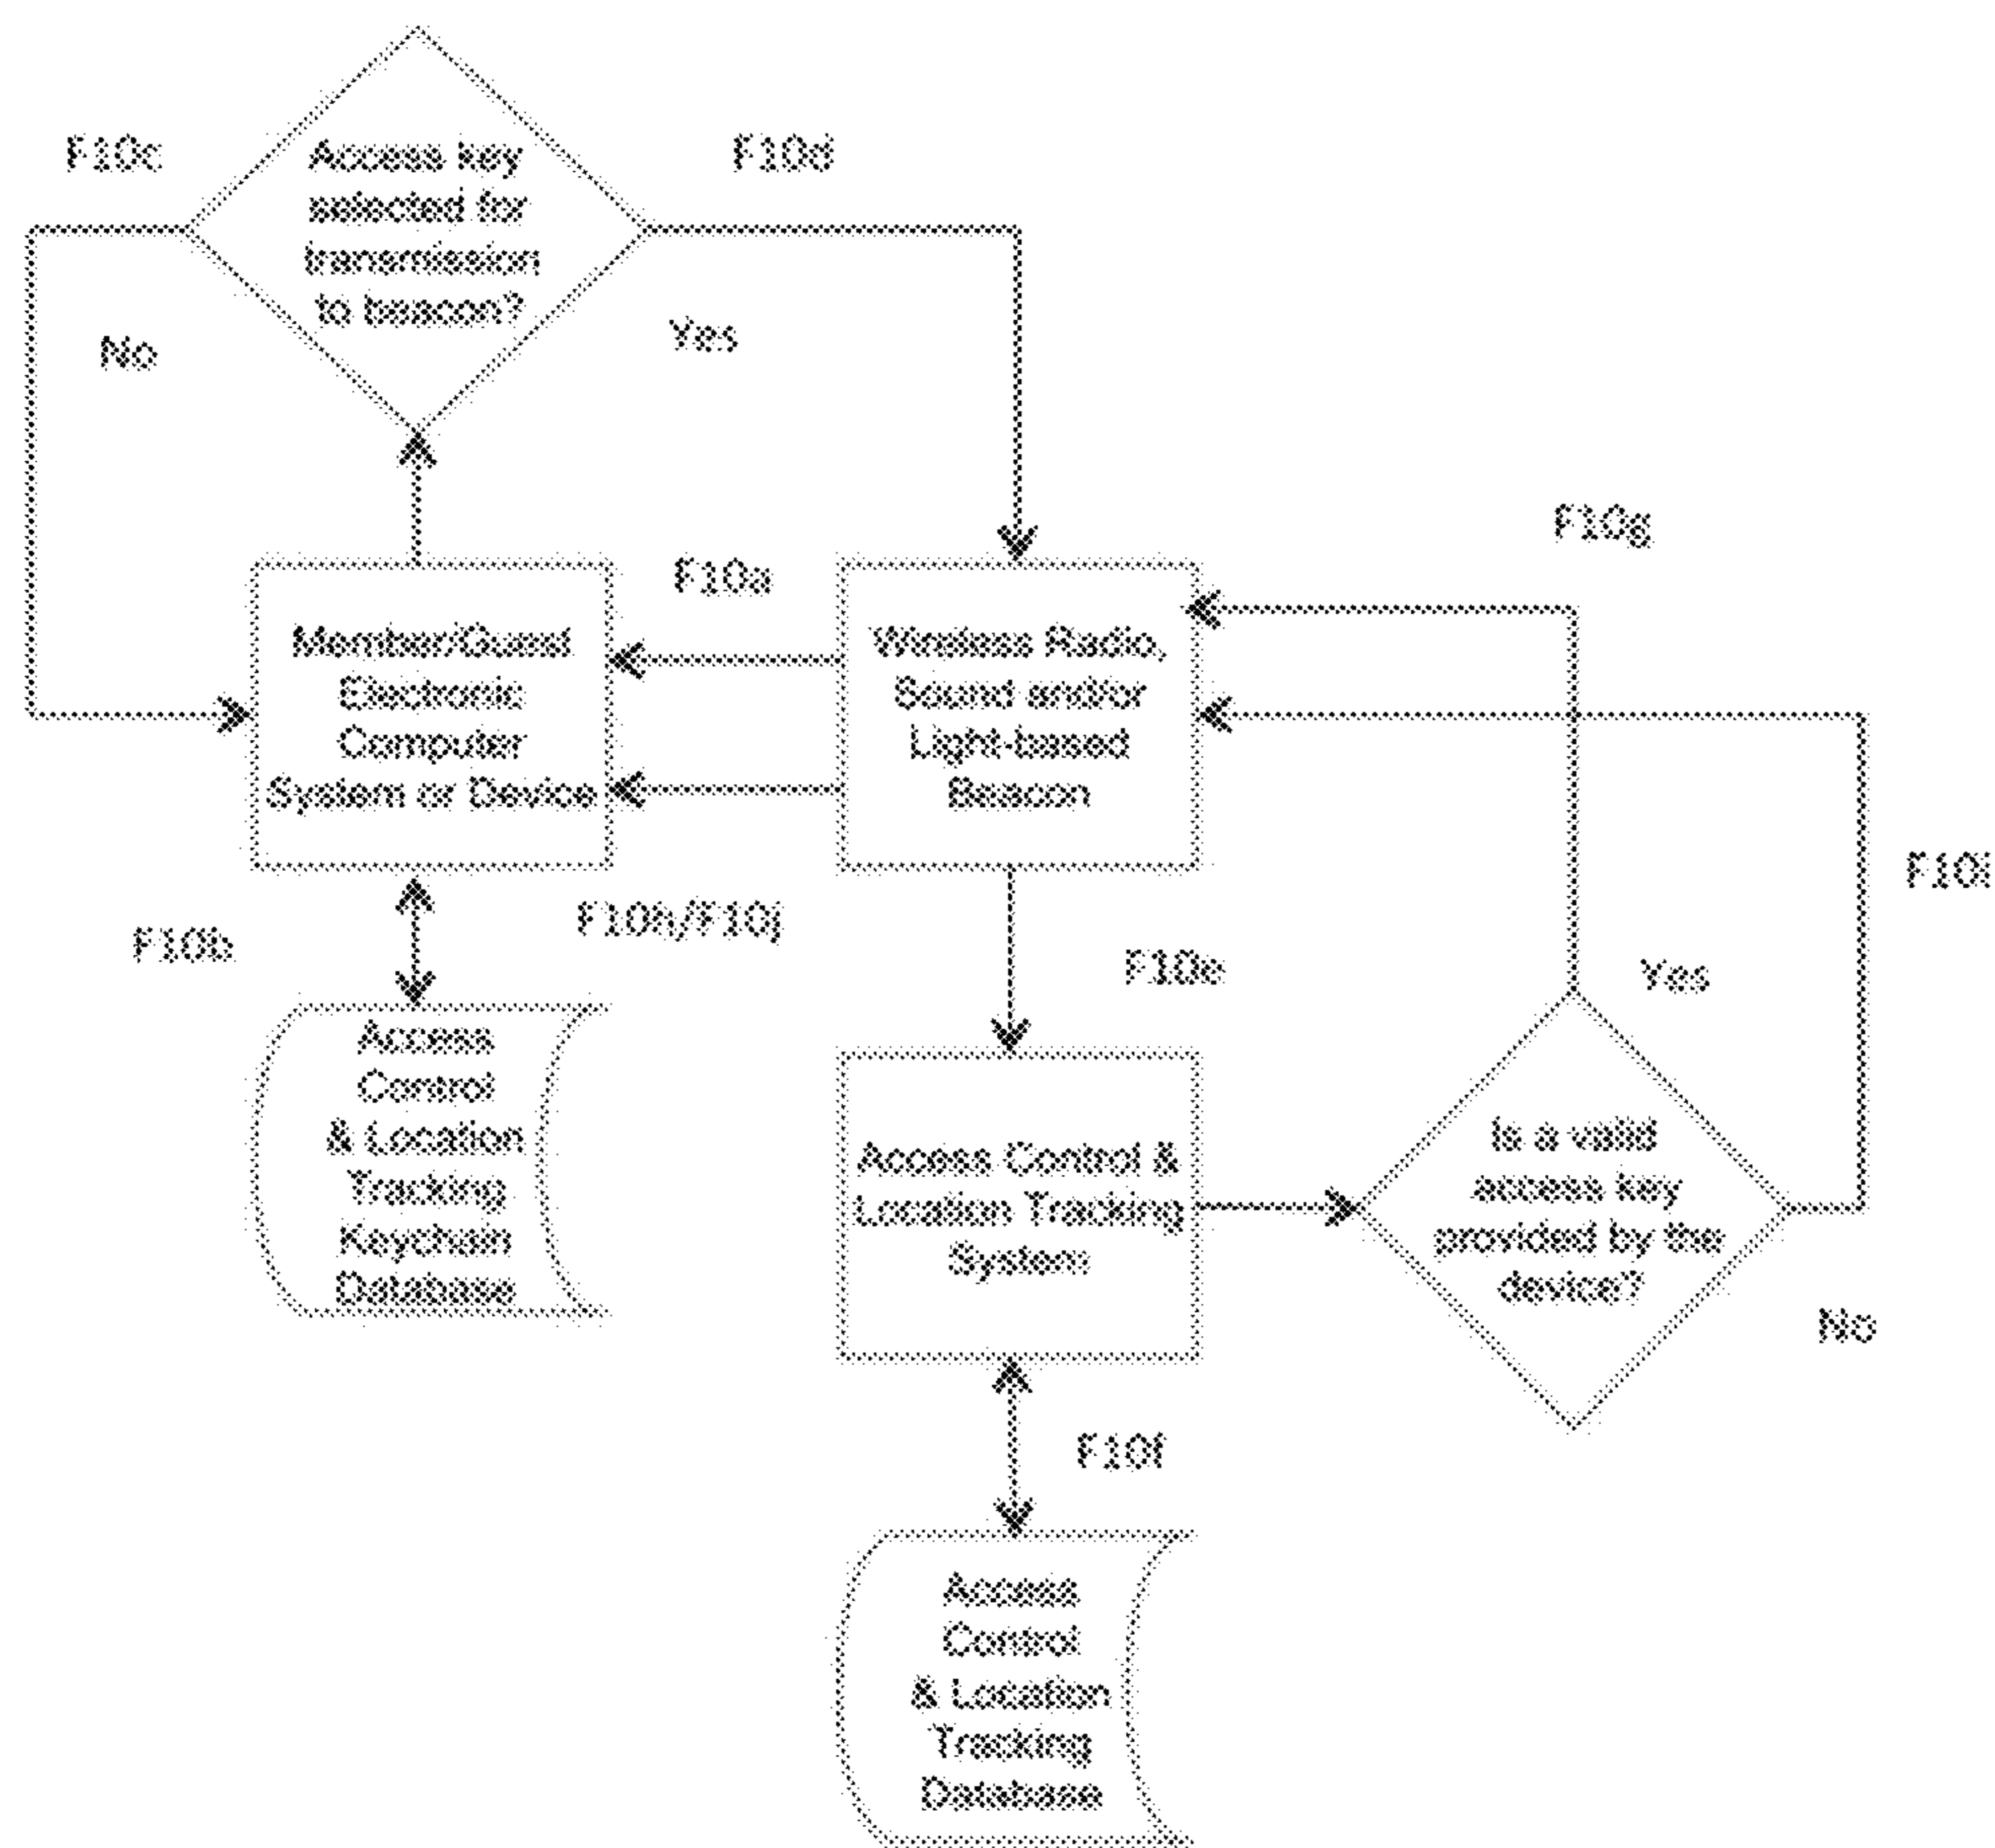 F10c
Access key
selected for
transmission
to beacon?
F10d
No
Yes
F10g
F10a
Member/Guest
Electronic
Computer
System or Device
Wireless Radio,
Sound and/or
Light-based
Beacon
F10i
F10b
F10h/F10j
F10e
Yes
Access
Control
& Location
Tracking
Keychain
Database
Access Control &
Location Tracking
System
Is a valid
access key
provided by the
device?
No
F10f
Access
Control
& Location
Tracking
Database